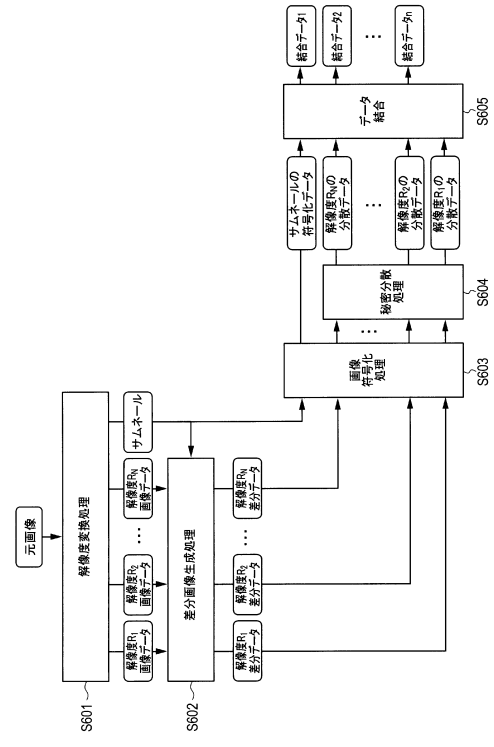 元画像
解像度変換処理
S601
解像度R1
画像データ
解像度R2
画像データ
...
解像度RN
画像データ
サムネール
差分画像生成処理
S602
解像度R1
差分データ
解像度R2
差分データ
...
解像度RN
差分データ
画像
符号化
処理
S603
...
秘密分散
処理
S604
サムネールの
符号化データ
解像度RNの
分散データ
...
解像度R2の
分散データ
解像度R1の
分散データ
データ
結合
S605
結合データ1
結合データ2
...
結合データn